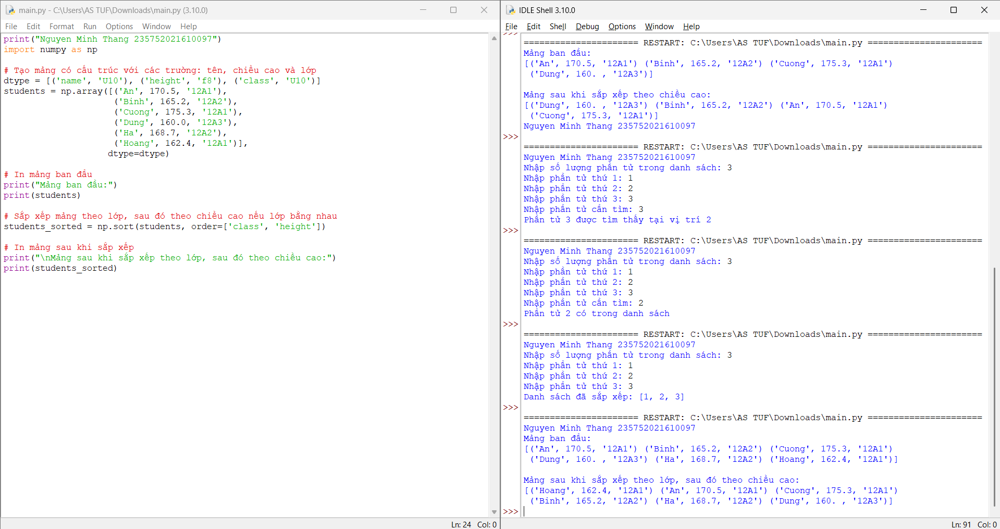 main.py - C:\Users\AS TUF\Downloads\main.py (3.10.0)
File Edit Format Run Options Window Help
print("Nguyen Minh Thang 235752021610097")
import numpy as np

# Tạo mảng có cấu trúc với các trường: tên, chiều cao và lớp
dtype = [('name', 'U10'), ('height', 'f8'), ('class', 'U10')]
students = np.array([('An', 170.5, '12A1'),
                     ('Binh', 165.2, '12A2'),
                     ('Cuong', 175.3, '12A1'),
                     ('Dung', 160.0, '12A3'),
                     ('Ha', 168.7, '12A2'),
                     ('Hoang', 162.4, '12A1')],
                    dtype=dtype)

# In mảng ban đầu
print("Mảng ban đầu:")
print(students)

# Sắp xếp mảng theo lớp, sau đó theo chiều cao nếu lớp bằng nhau
students_sorted = np.sort(students, order=['class', 'height'])

# In mảng sau khi sắp xếp
print("\nMảng sau khi sắp xếp theo lớp, sau đó theo chiều cao:")
print(students_sorted)
Ln: 24 Col: 0
IDLE Shell 3.10.0
File Edit Shell Debug Options Window Help
>>>
====================== RESTART: C:\Users\AS TUF\Downloads\main.py ======================
Mảng ban đầu:
[('An', 170.5, '12A1') ('Binh', 165.2, '12A2') ('Cuong', 175.3, '12A1')
 ('Dung', 160. , '12A3')]

Mảng sau khi sắp xếp theo chiều cao:
[('Dung', 160. , '12A3') ('Binh', 165.2, '12A2') ('An', 170.5, '12A1')
 ('Cuong', 175.3, '12A1')]
Nguyen Minh Thang 235752021610097
>>>
====================== RESTART: C:\Users\AS TUF\Downloads\main.py ======================
Nguyen Minh Thang 235752021610097
Nhập số lượng phần tử trong danh sách: 3
Nhập phần tử thứ 1: 1
Nhập phần tử thứ 2: 2
Nhập phần tử thứ 3: 3
Nhập phần tử cần tìm: 3
Phần tử 3 được tìm thấy tại vị trí 2
>>>
====================== RESTART: C:\Users\AS TUF\Downloads\main.py ======================
Nguyen Minh Thang 235752021610097
Nhập số lượng phần tử trong danh sách: 3
Nhập phần tử thứ 1: 1
Nhập phần tử thứ 2: 2
Nhập phần tử thứ 3: 3
Nhập phần tử cần tìm: 2
Phần tử 2 có trong danh sách
>>>
====================== RESTART: C:\Users\AS TUF\Downloads\main.py ======================
Nguyen Minh Thang 235752021610097
Nhập số lượng phần tử trong danh sách: 3
Nhập phần tử thứ 1: 1
Nhập phần tử thứ 2: 2
Nhập phần tử thứ 3: 3
Danh sách đã sắp xếp: [1, 2, 3]
>>>
====================== RESTART: C:\Users\AS TUF\Downloads\main.py ======================
Nguyen Minh Thang 235752021610097
Mảng ban đầu:
[('An', 170.5, '12A1') ('Binh', 165.2, '12A2') ('Cuong', 175.3, '12A1')
 ('Dung', 160. , '12A3') ('Ha', 168.7, '12A2') ('Hoang', 162.4, '12A1')]

Mảng sau khi sắp xếp theo lớp, sau đó theo chiều cao:
[('Hoang', 162.4, '12A1') ('An', 170.5, '12A1') ('Cuong', 175.3, '12A1')
 ('Binh', 165.2, '12A2') ('Ha', 168.7, '12A2') ('Dung', 160. , '12A3')]
>>>
Ln: 91 Col: 0